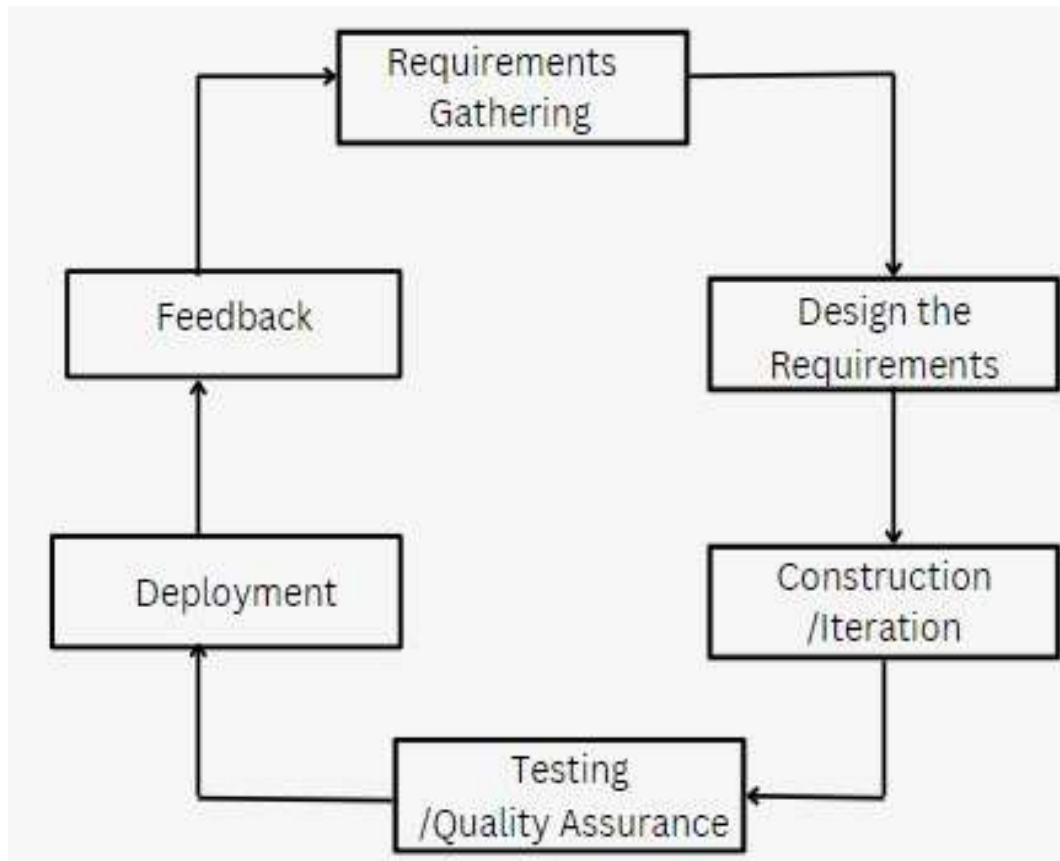 Requirements
Gathering
Design the
Requirements
Construction
/Iteration
Testing
/Quality Assurance
Deployment
Feedback